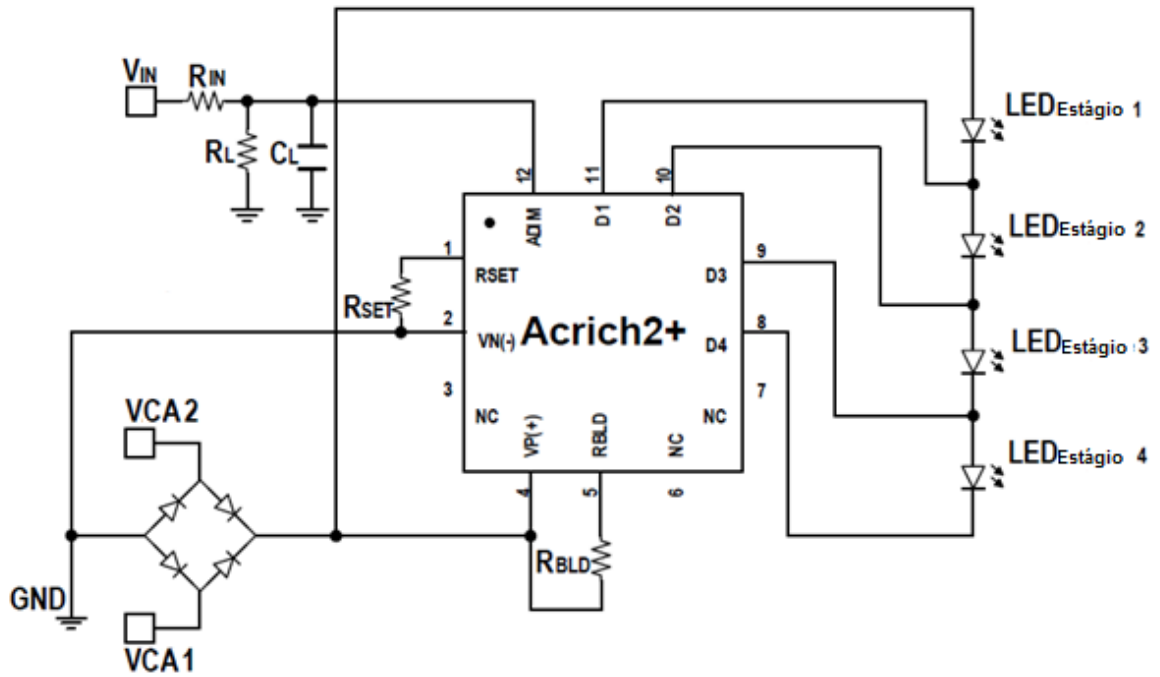 VIN
RIN
RL
CL
LEDEstágio 1
LEDEstágio 2
LEDEstágio 3
LEDEstágio 4
12
11
10
ADIM
D1
D2
1
RSET
RSET
2
VN(-)
Acrich2+
3
NC
9
D3
8
D4
7
NC
VP(+)
RBLD
NC
4
5
6
RBLD
VCA2
GND
VCA1